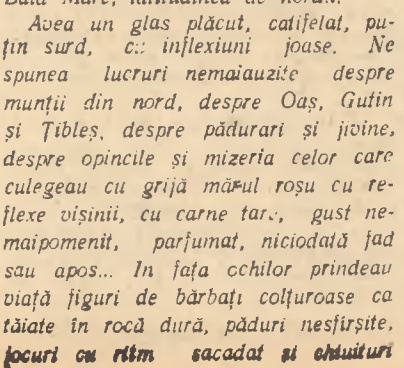 Baia Mare, latitudinea de nord...
Avea un glas plăcut, catifelat, pu-
țin surd, cu inflexiuni joase. Ne
spunea lucruri nemaiauzite despre
munții din nord, despre Oaș, Gutin
și Țibleș, despre pădurari și jivine,
despre opincile și mizeria celor care
culegeau cu grijă mărul roșu cu re-
flexe vișinii, cu carne tare, gust ne-
maipomenit, parfumat, niciodată fad
sau apos... In fața ochilor prindeau
viață figuri de bărbați colțuroase ca
tăiate în rocă dură, păduri nesfîrșite,
jocuri cu ritm sacadat și chiuituri